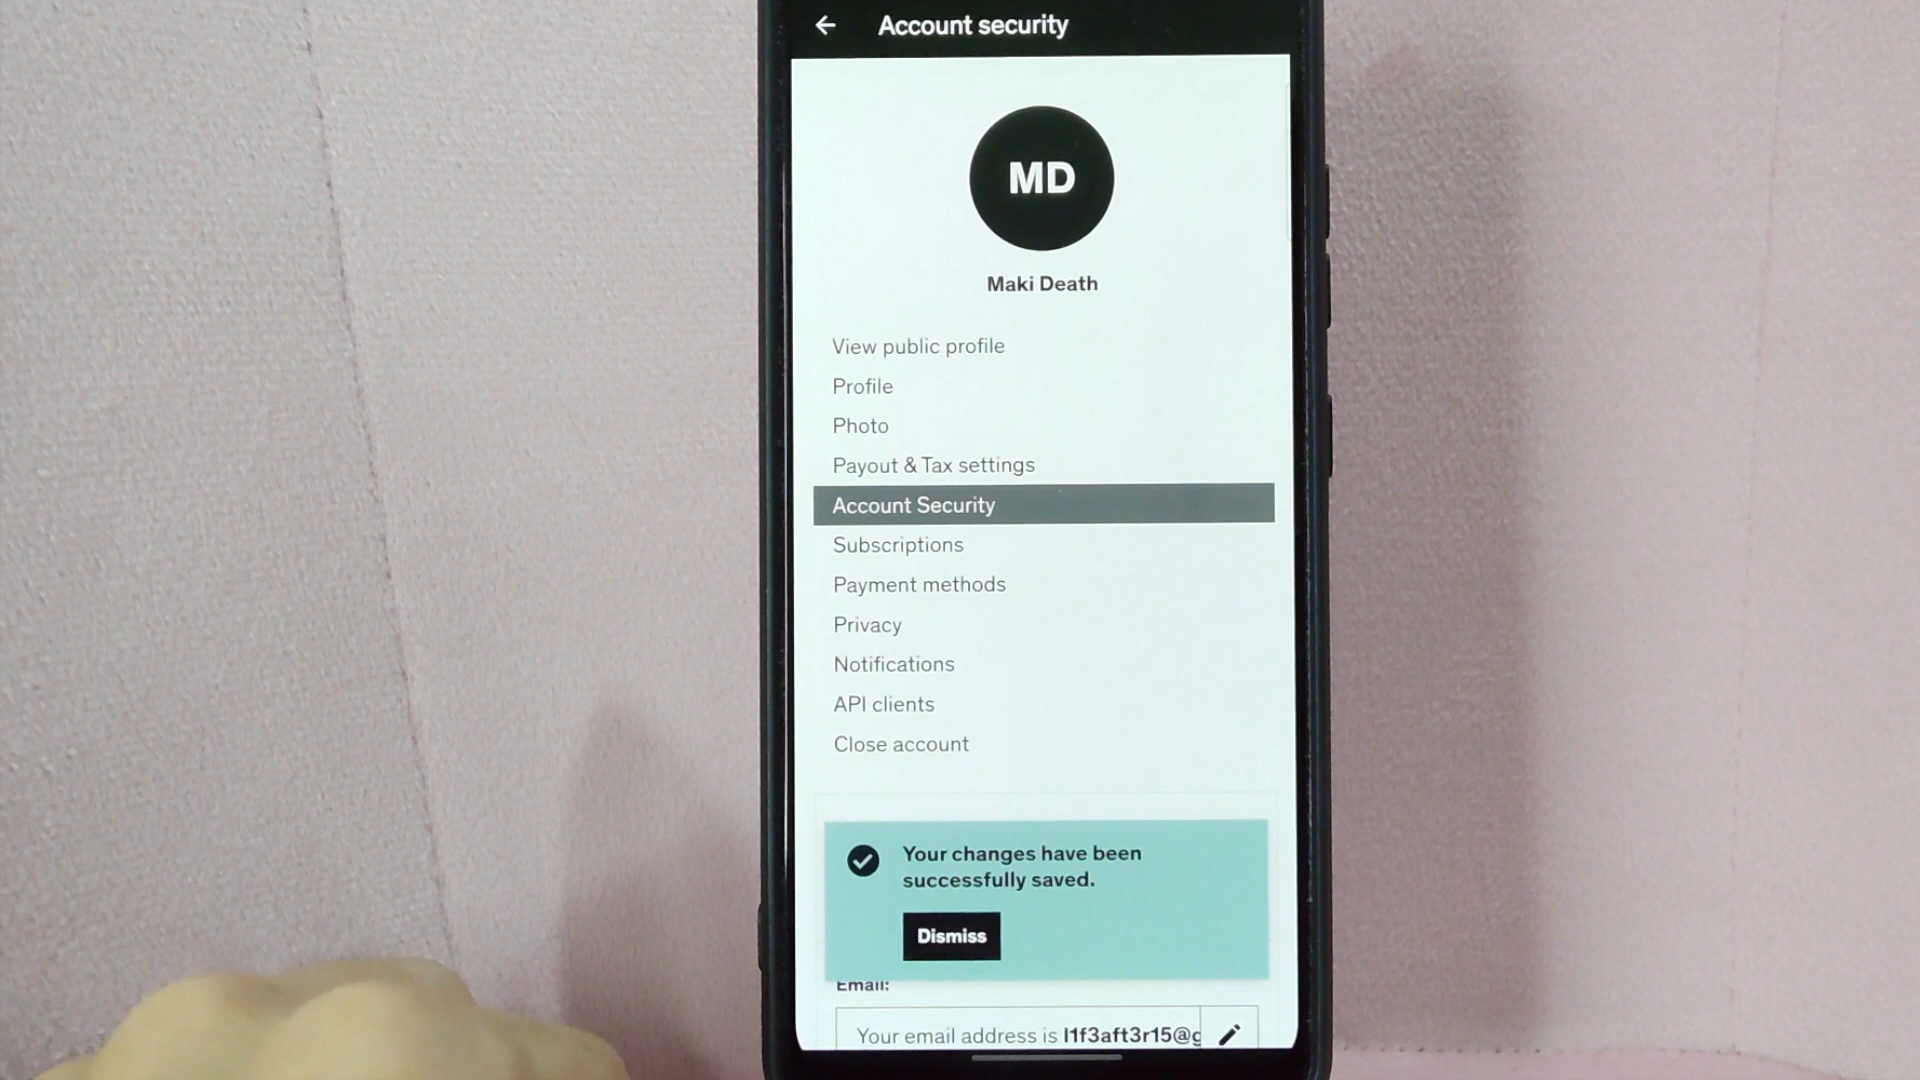 Account security
MD
Maki Death
View public profile
Profile
Photo
Payout & Tax settings
Account Security
Subscriptions
Payment methods
Privacy
Notifications
API clients
Close account
Your changes have been
successfully saved.
Dismiss
Email:
Your email address is l1f3aft3r15@g